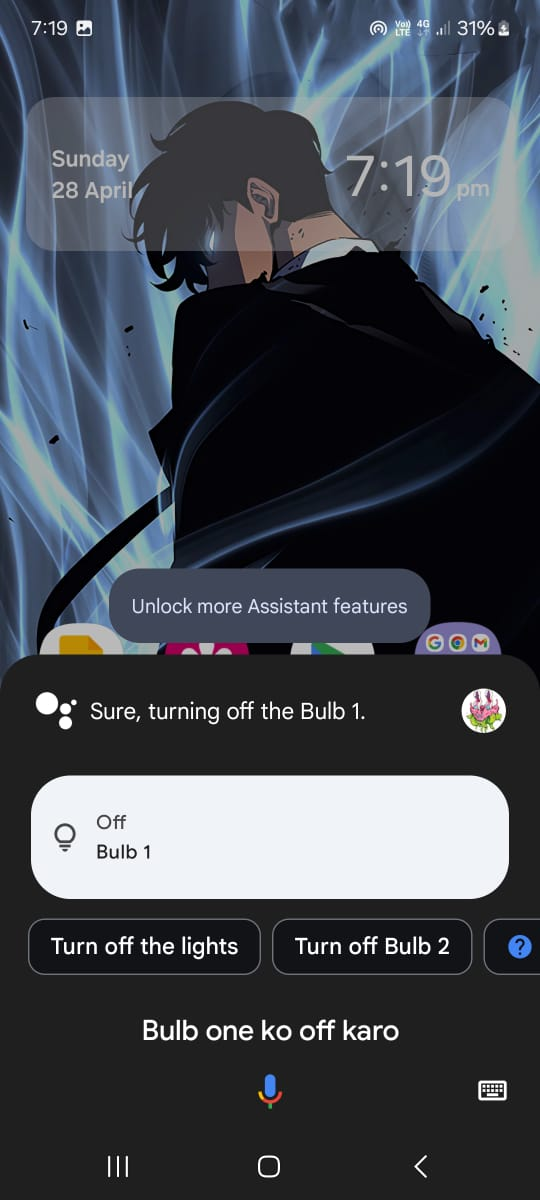 7:19
Vo)) LTE 4G 31%
Sunday
28 April
7:19 pm
Unlock more Assistant features
Sure, turning off the Bulb 1.
Off
Bulb 1
Turn off the lights
Turn off Bulb 2
?
Bulb one ko off karo